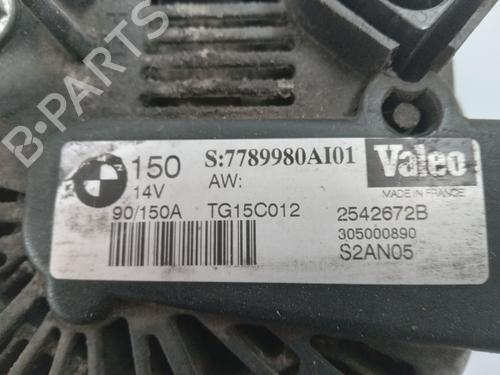 B-PARTS
150 S:7789980AI01 Valeo
14V AW: MADE IN FRANCE
90/150A TG15C012 2542672B
305000890
S2AN05